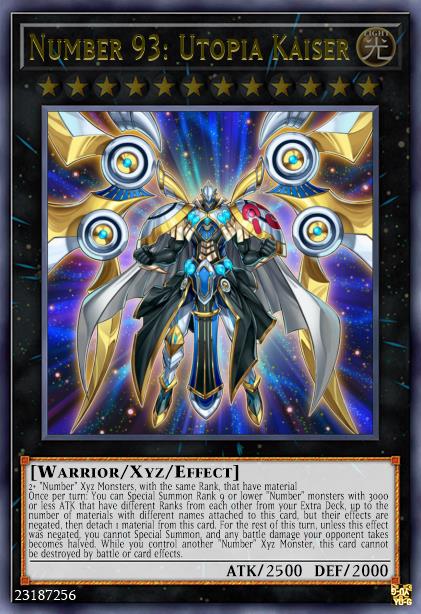 Number 93: Utopia Kaiser
LIGHT
光
[Warrior/Xyz/Effect]
2+ "Number" Xyz Monsters, with the same Rank, that have material
Once per turn: You can Special Summon Rank 9 or lower "Number" monsters with 3000
or less ATK that have different Ranks from each other from your Extra Deck, up to the
number of materials with different names attached to this card, but their effects are
negated, then detach 1 material from this card. For the rest of this turn, unless this effect
was negated, you cannot Special Summon, and any battle damage your opponent takes
becomes halved. While you control another "Number" Xyz Monster, this card cannot
be destroyed by battle or card effects.
ATK/2500 DEF/2000
23187256